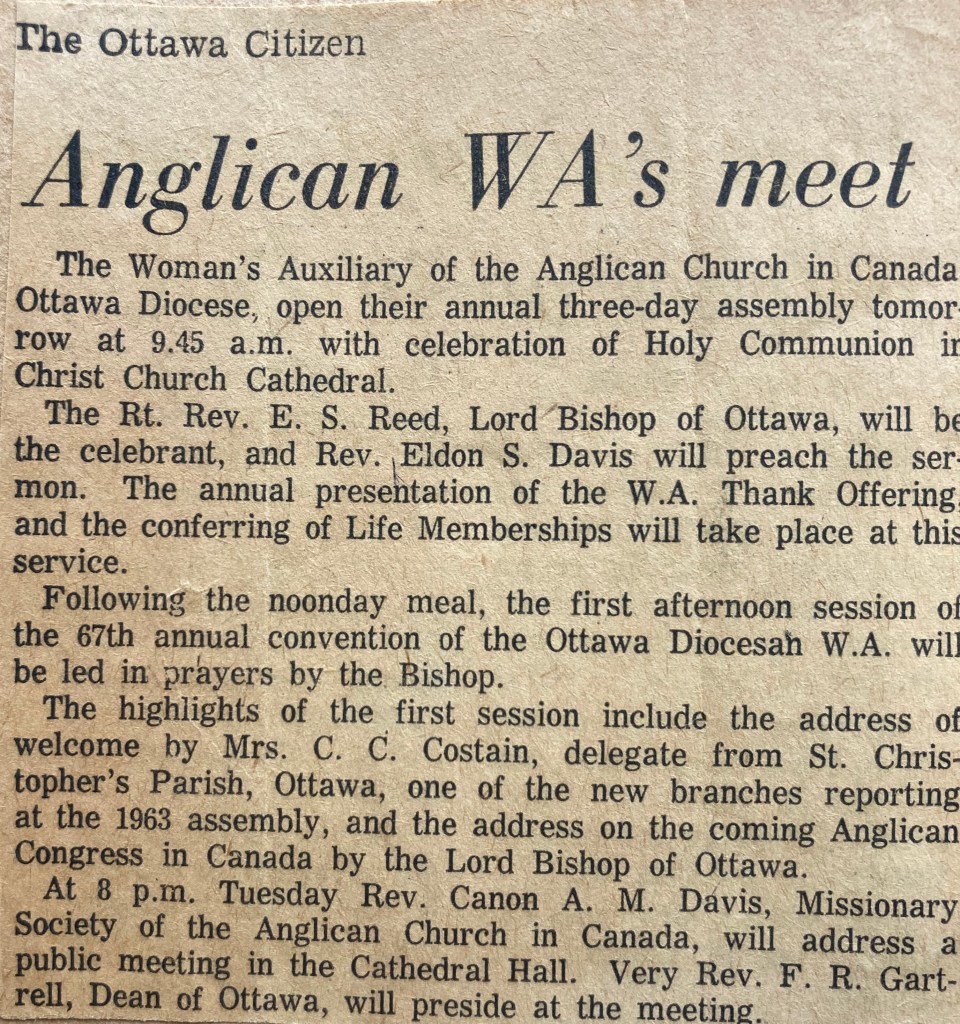 The Ottawa Citizen
Anglican WA's meet
The Woman's Auxiliary of the Anglican Church in Canada
Ottawa Diocese, open their annual three-day assembly tomor-
row at 9.45 a.m. with celebration of Holy Communion in
Christ Church Cathedral.
The Rt. Rev. E. S. Reed, Lord Bishop of Ottawa, will be
the celebrant, and Rev. Eldon S. Davis will preach the ser-
mon. The annual presentation of the W.A. Thank Offering,
and the conferring of Life Memberships will take place at this
service.
Following the noonday meal, the first afternoon session of
the 67th annual convention of the Ottawa Diocesan W.A. will
be led in prayers by the Bishop.
The highlights of the first session include the address of
welcome by Mrs. C. C. Costain, delegate from St. Chris-
topher's Parish, Ottawa, one of the new branches reporting
at the 1963 assembly, and the address on the coming Anglican
Congress in Canada by the Lord Bishop of Ottawa.
At 8 p.m. Tuesday Rev. Canon A. M. Davis, Missionary
Society of the Anglican Church in Canada, will address a
public meeting in the Cathedral Hall. Very Rev. F. R. Gart-
rell, Dean of Ottawa, will preside at the meeting.